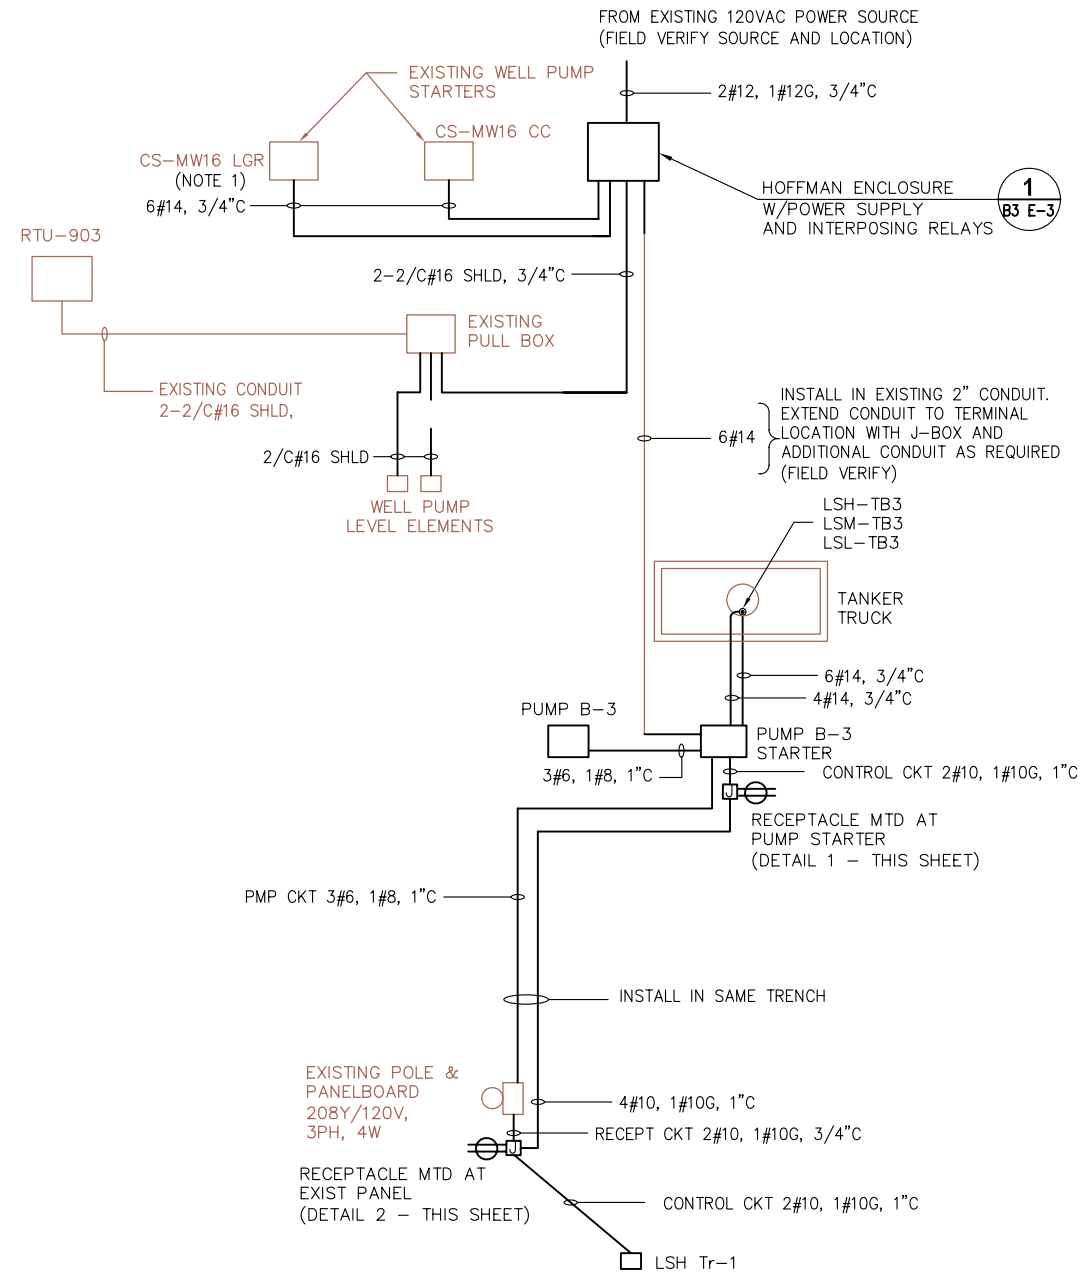 FROM EXISTING 120VAC POWER SOURCE
(FIELD VERIFY SOURCE AND LOCATION)
EXISTING WELL PUMP
STARTERS
2#12, 1#12G, 3/4"C
CS-MW16 CC
CS-MW16 LGR
(NOTE 1)
6#14, 3/4"C
HOFFMAN ENCLOSURE
W/POWER SUPPLY
AND INTERPOSING RELAYS
1
B3 E-3
RTU-903
2-2/C#16 SHLD, 3/4"C
EXISTING
PULL BOX
EXISTING CONDUIT
2-2/C#16 SHLD,
INSTALL IN EXISTING 2" CONDUIT.
EXTEND CONDUIT TO TERMINAL
LOCATION WITH J-BOX AND
ADDITIONAL CONDUIT AS REQUIRED
(FIELD VERIFY)
6#14
2/C#16 SHLD
WELL PUMP
LEVEL ELEMENTS
LSH-TB3
LSM-TB3
LSL-TB3
TANKER
TRUCK
6#14, 3/4"C
4#14, 3/4"C
PUMP B-3
PUMP B-3
STARTER
3#6, 1#8, 1"C
CONTROL CKT 2#10, 1#10G, 1"C
J
RECEPTACLE MTD AT
PUMP STARTER
(DETAIL 1 - THIS SHEET)
PMP CKT 3#6, 1#8, 1"C
INSTALL IN SAME TRENCH
EXISTING POLE &
PANELBOARD
208Y/120V,
3PH, 4W
4#10, 1#10G, 1"C
RECEPT CKT 2#10, 1#10G, 3/4"C
J
RECEPTACLE MTD AT
EXIST PANEL
(DETAIL 2 - THIS SHEET)
CONTROL CKT 2#10, 1#10G, 1"C
LSH Tr-1